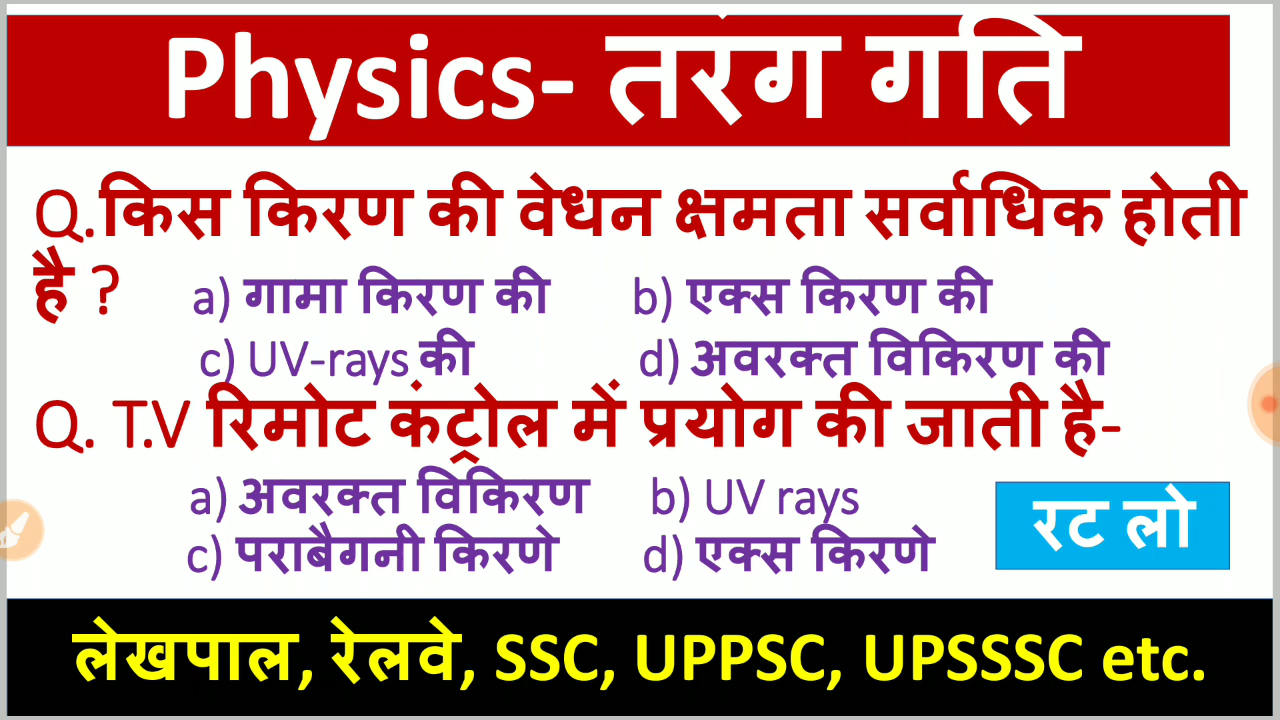 Physics- तरंग गति
Q.किस किरण की वेधन क्षमता सर्वाधिक होती
है ? a) गामा किरण की b) एक्स किरण की
c) UV-rays की d) अवरक्त विकिरण की
Q. T.V रिमोट कंट्रोल में प्रयोग की जाती है-
a) अवरक्त विकिरण b) UV rays
c) पराबैगनी किरणे d) एक्स किरणे
रट लो
लेखपाल, रेलवे, SSC, UPPSC, UPSSSC etc.